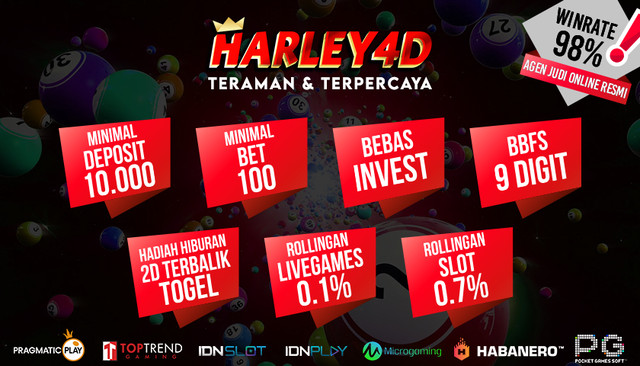 HARLEY4D
TERAMAN & TERPERCAYA
WINRATE
98%
!
AGEN JUDI ONLINE RESMI
MINIMAL
DEPOSIT
10.000
MINIMAL
BET
100
BEBAS
INVEST
BBFS
9 DIGIT
HADIAH HIBURAN
2D TERBALIK
TOGEL
ROLLINGAN
LIVEGAMES
0.1%
ROLLINGAN
SLOT
0.7%
PRAGMATIC PLAY
TOPTREND
GAMING
IDNSLOT
IDNPLAY
Microgaming
HABANERO™
PG
POCKET GAMES SOFT
27